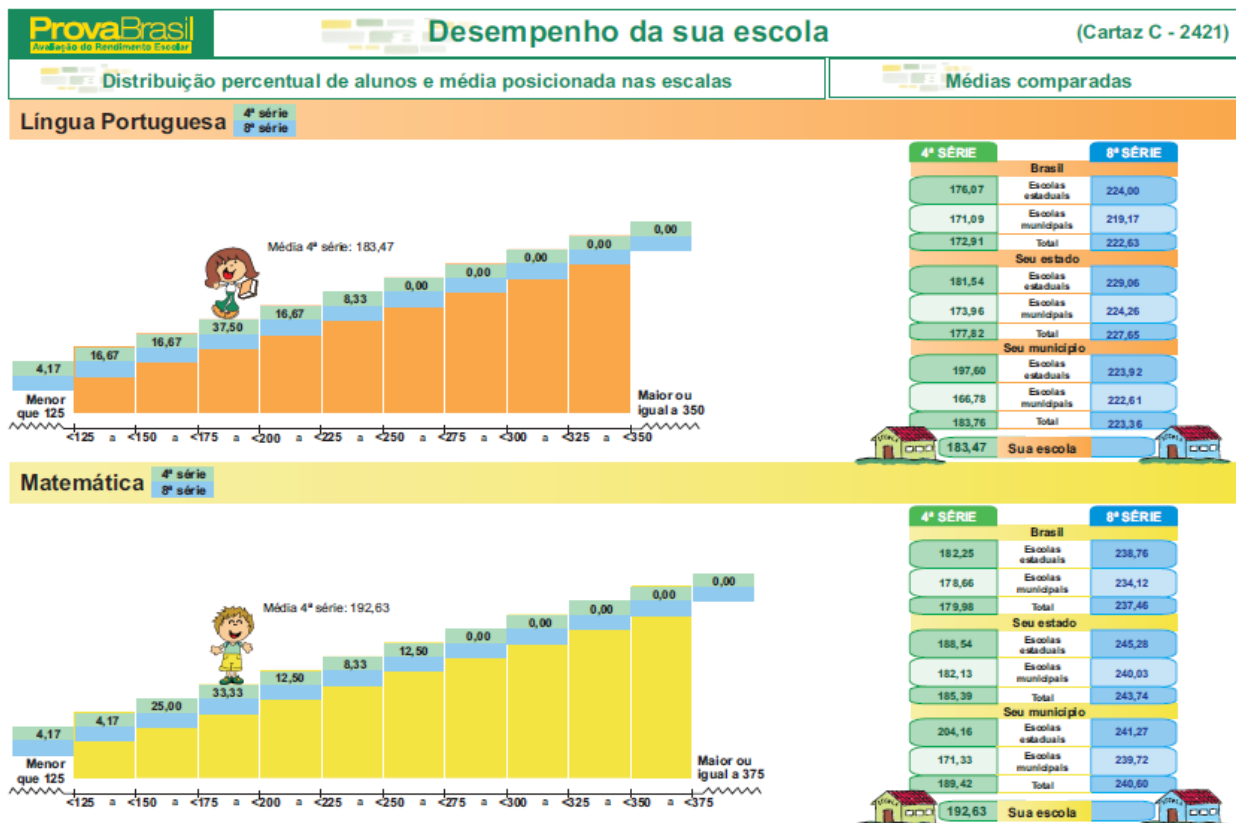 ProvaBrasil
Avaliação do Rendimento Escolar
Desempenho da sua escola
(Cartaz C - 2421)
Distribuição percentual de alunos e média posicionada nas escalas
Médias comparadas
Língua Portuguesa
4ª série
8ª série
Média 4ª série: 183,47
4,17
16,67
16,67
37,50
16,67
8,33
0,00
0,00
0,00
0,00
0,00
Menor
que 125
Maior ou
igual a 350
<125 a <150 a <175 a <200 a <225 a <250 a <275 a <300 a <325 a <350
4ª SÉRIE 8ª SÉRIE
Brasil
176,07 Escolas estaduais 224,00
171,09 Escolas municipais 219,17
172,91 Total 222,63
Seu estado
181,54 Escolas estaduais 229,06
173,96 Escolas municipais 224,26
177,82 Total 227,65
Seu município
197,60 Escolas estaduais 223,92
166,78 Escolas municipais 222,61
183,76 Total 223,36
ESCOLA 183,47 Sua escola ESCOLA
Matemática
4ª série
8ª série
Média 4ª série: 192,63
4,17
4,17
25,00
33,33
12,50
8,33
12,50
0,00
0,00
0,00
0,00
0,00
Menor
que 125
Maior ou
igual a 375
<125 a <150 a <175 a <200 a <225 a <250 a <275 a <300 a <325 a <350 a <375
4ª SÉRIE 8ª SÉRIE
Brasil
182,25 Escolas estaduais 238,76
178,66 Escolas municipais 234,12
179,98 Total 237,46
Seu estado
188,54 Escolas estaduais 245,28
182,13 Escolas municipais 240,03
185,39 Total 243,74
Seu município
204,16 Escolas estaduais 241,27
171,33 Escolas municipais 239,72
189,42 Total 240,60
ESCOLA 192,63 Sua escola ESCOLA